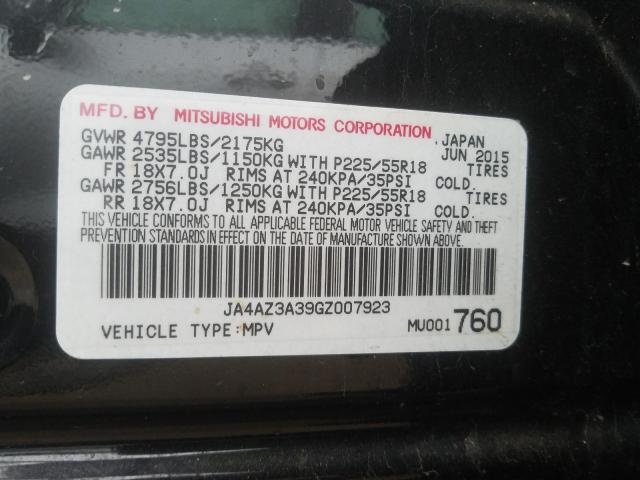 MFD. BY MITSUBISHI MOTORS CORPORATION
GVWR 4795LBS/2175KG JAPAN
GAWR 2535LBS/1150KG WITH P225/55R18 JUN 2015
FR 18X7.0J RIMS AT 240KPA/35PSI TIRES COLD.
GAWR 2756LBS/1250KG WITH P225/55R18
RR 18X7.0J RIMS AT 240KPA/35PSI TIRES COLD.
THIS VEHICLE CONFORMS TO ALL APPLICABLE FEDERAL MOTOR VEHICLE SAFETY AND THEFT
PREVENTION STANDARDS IN EFFECT ON THE DATE OF MANUFACTURE SHOWN ABOVE.
JA4AZ3A39GZ007923
VEHICLE TYPE:MPV MU001760